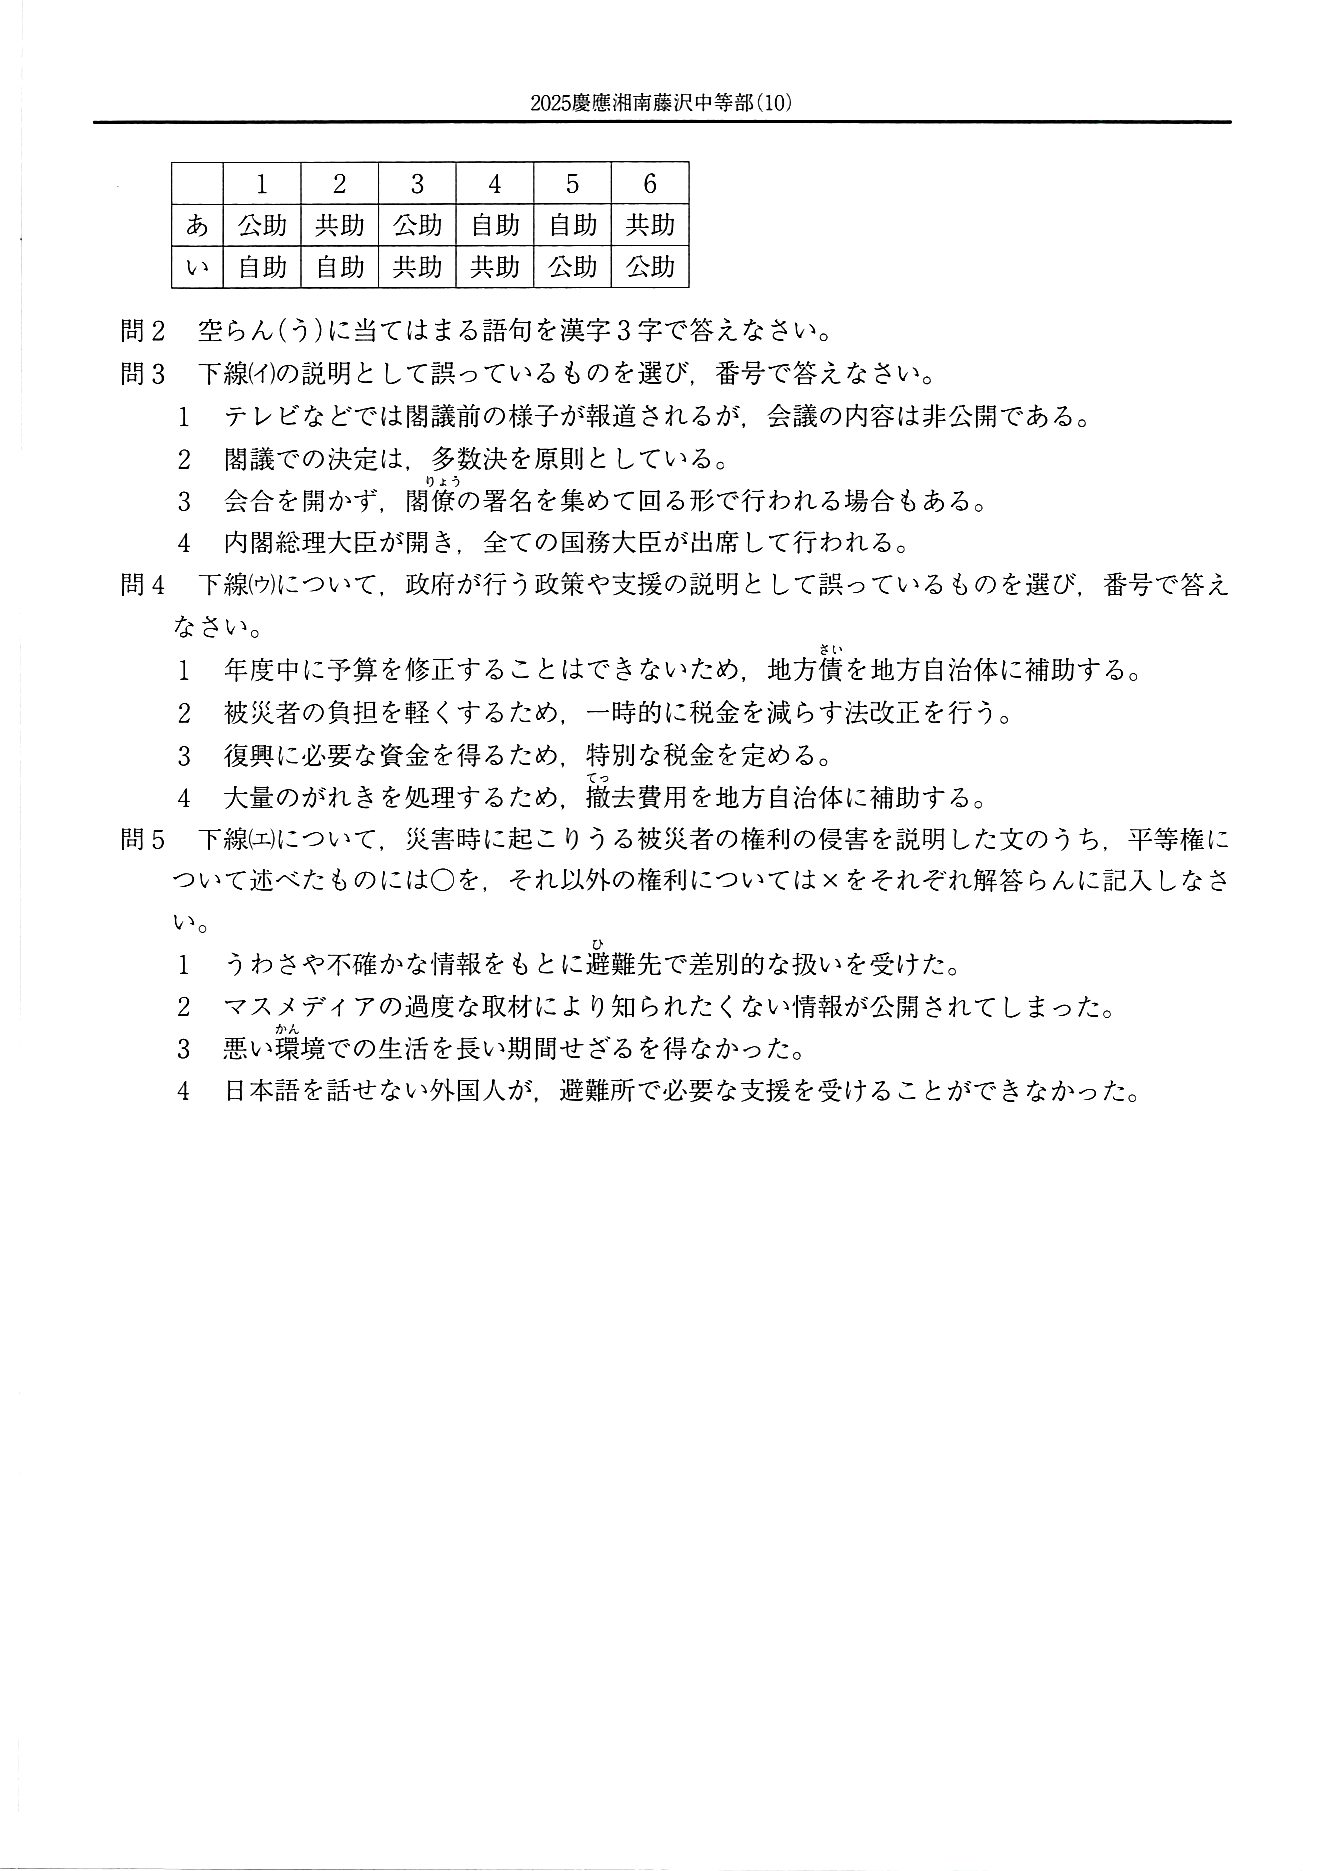 2025慶應湘南藤沢中等部(10)
1 2 3 4 5 6
あ 公助 共助 公助 自助 自助 共助
い 自助 自助 共助 共助 公助 公助
問2 空らん(う)に当てはまる語句を漢字3字で答えなさい。
問3 下線(イ)の説明として誤っているものを選び，番号で答えなさい。
1 テレビなどでは閣議前の様子が報道されるが，会議の内容は非公開である。
2 閣議での決定は，多数決を原則としている。
りょう
3 会合を開かず，閣僚の署名を集めて回る形で行われる場合もある。
4 内閣総理大臣が開き，全ての国務大臣が出席して行われる。
問4 下線(ウ)について，政府が行う政策や支援の説明として誤っているものを選び，番号で答え
なさい。
さい
1 年度中に予算を修正することはできないため，地方債を地方自治体に補助する。
2 被災者の負担を軽くするため，一時的に税金を減らす法改正を行う。
3 復興に必要な資金を得るため，特別な税金を定める。
てっ
4 大量のがれきを処理するため，撤去費用を地方自治体に補助する。
問5 下線(エ)について，災害時に起こりうる被災者の権利の侵害を説明した文のうち，平等権に
ついて述べたものには○を，それ以外の権利については×をそれぞれ解答らんに記入しなさ
い。
ひ
1 うわさや不確かな情報をもとに避難先で差別的な扱いを受けた。
2 マスメディアの過度な取材により知られたくない情報が公開されてしまった。
かん
3 悪い環境での生活を長い期間せざるを得なかった。
4 日本語を話せない外国人が，避難所で必要な支援を受けることができなかった。